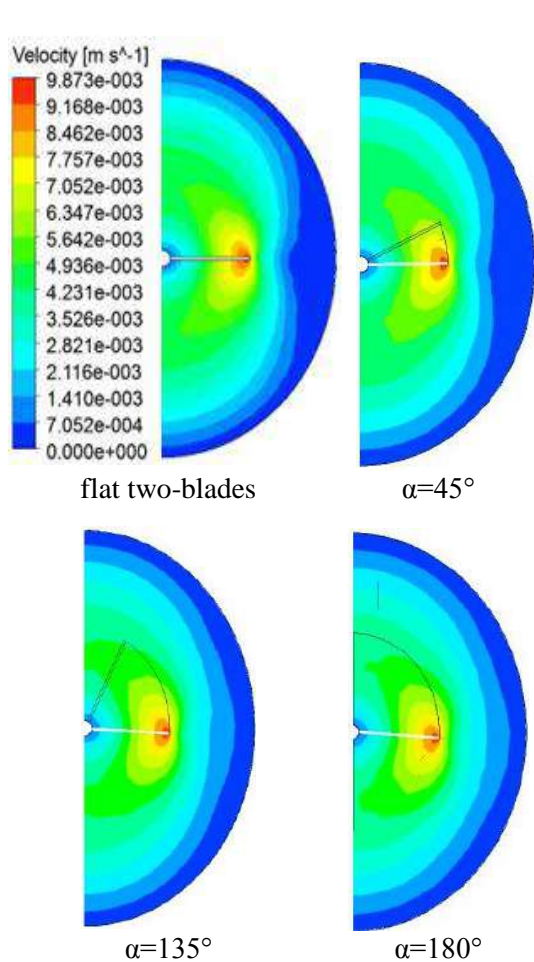 Velocity [m s^-1]
9.873e-003
9.168e-003
8.462e-003
7.757e-003
7.052e-003
6.347e-003
5.642e-003
4.936e-003
4.231e-003
3.526e-003
2.821e-003
2.116e-003
1.410e-003
7.052e-004
0.000e+000
flat two-blades
α=45°
α=135°
α=180°